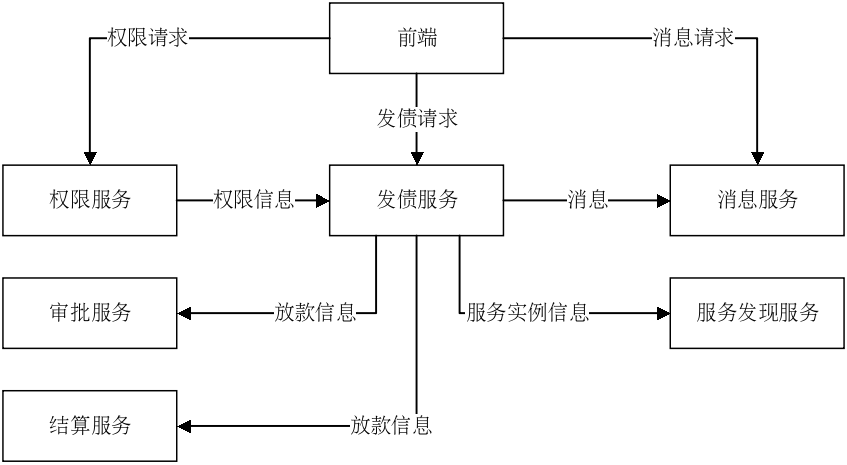 权限请求
前端
消息请求
发债请求
权限服务
权限信息
发债服务
消息
消息服务
审批服务
放款信息
服务实例信息
服务发现服务
结算服务
放款信息